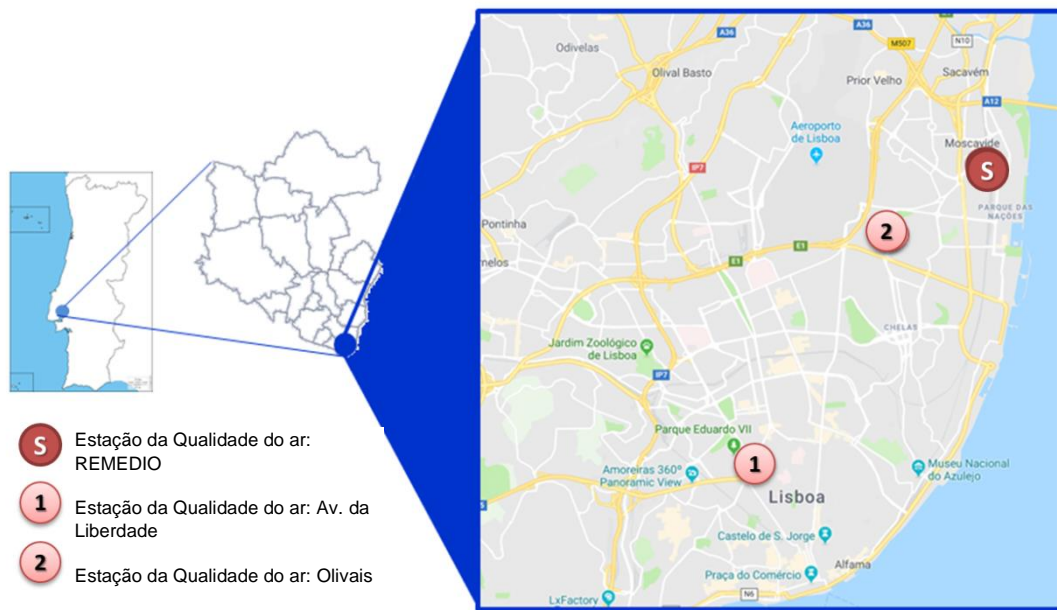 A36
A36
Odivelas
M507
N10
Olival Basto
Prior Velho
Sacavém
A12
Aeroporto
de Lisboa
Moscavide
IP7
S
PARQUE DAS
NAÇÕES
Pontinha
2
E1
E1
CHELAS
Jardim Zoológico
de Lisboa
IP7
Parque Eduardo VII
1
Amoreiras 360º
Panoramic View
Museu Nacional
do Azulejo
Lisboa
Castelo de S. Jorge
Alfama
Praça do Comércio
LxFactory
N6
S
Estação da Qualidade do ar:
REMEDIO
1
Estação da Qualidade do ar: Av. da
Liberdade
2
Estação da Qualidade do ar: Olivais